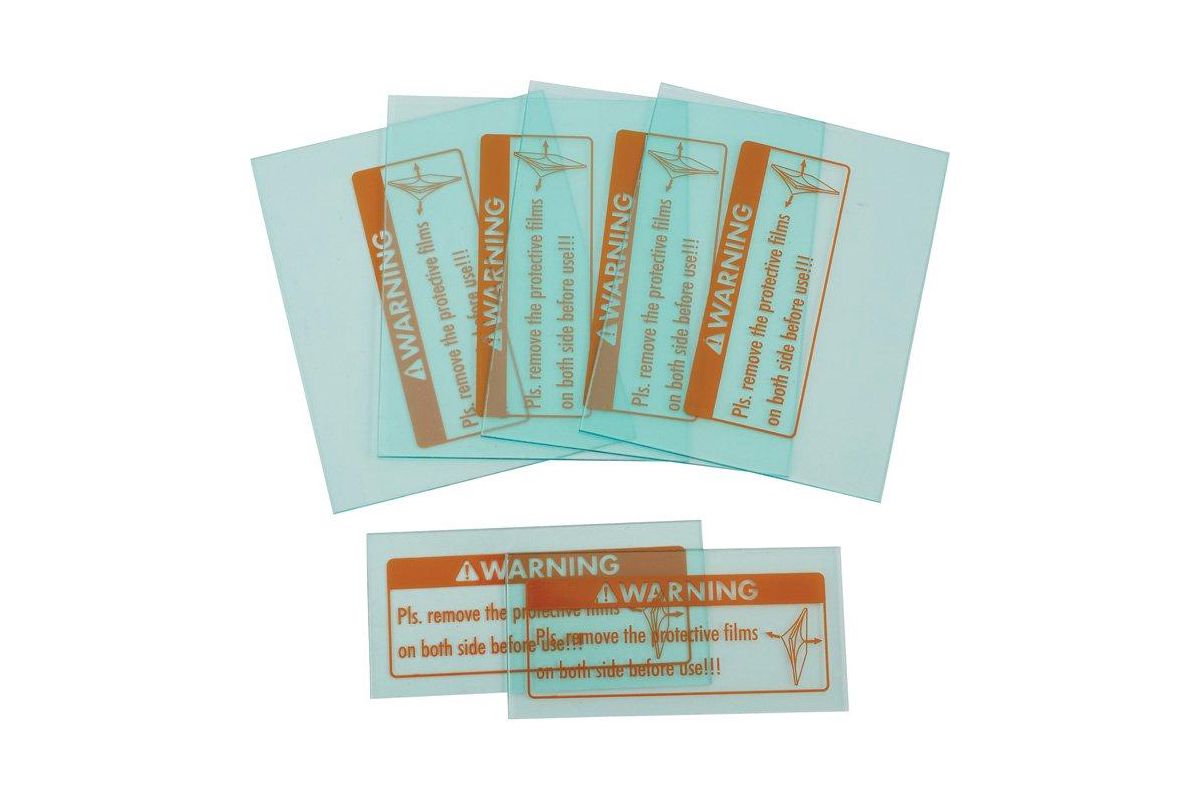 WARNING
Pls. remove the protective films
on both side before use!!!
WARNING
Pls. remove the protective films
on both side before use!!!
WARNING
Pls. remove the protective films
on both side before use!!!
WARNING
Pls. remove the protective films
on both side before use!!!
WARNING
Pls. remove the protective films
on both side before use!!!
WARNING
Pls. remove the protective films
on both side before use!!!